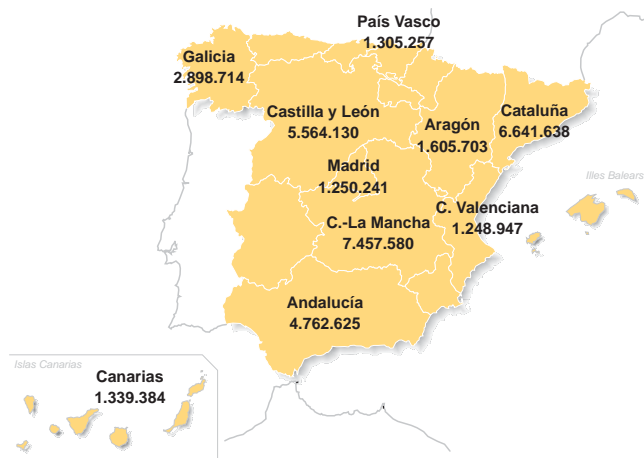 País Vasco
1.305.257
Galicia
2.898.714
Castilla y León
5.564.130
Aragón
1.605.703
Cataluña
6.641.638
Madrid
1.250.241
Illes Balears
C. Valenciana
1.248.947
C.-La Mancha
7.457.580
Andalucía
4.762.625
Islas Canarias
Canarias
1.339.384